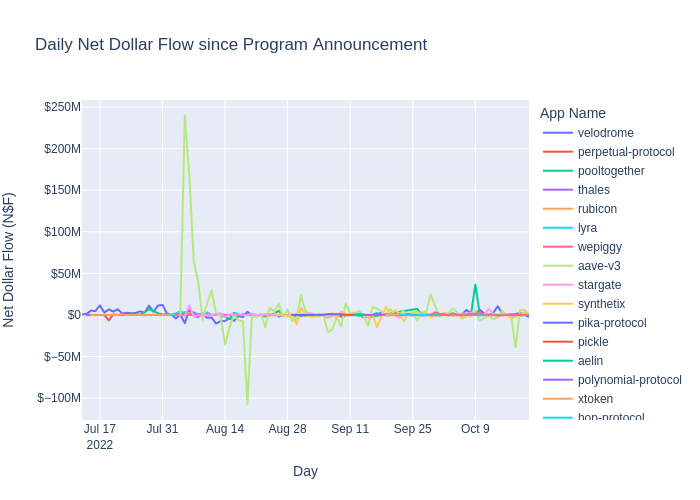 Daily Net Dollar Flow since Program Announcement
Net Dollar Flow (N$F)
$250M
$200M
$150M
$100M
$50M
$0
$−50M
$−100M
Jul 17
2022
Jul 31
Aug 14
Aug 28
Sep 11
Sep 25
Oct 9
Day
App Name
velodrome
perpetual-protocol
pooltogether
thales
rubicon
lyra
wepiggy
aave-v3
stargate
synthetix
pika-protocol
pickle
aelin
polynomial-protocol
xtoken
hop-protocol